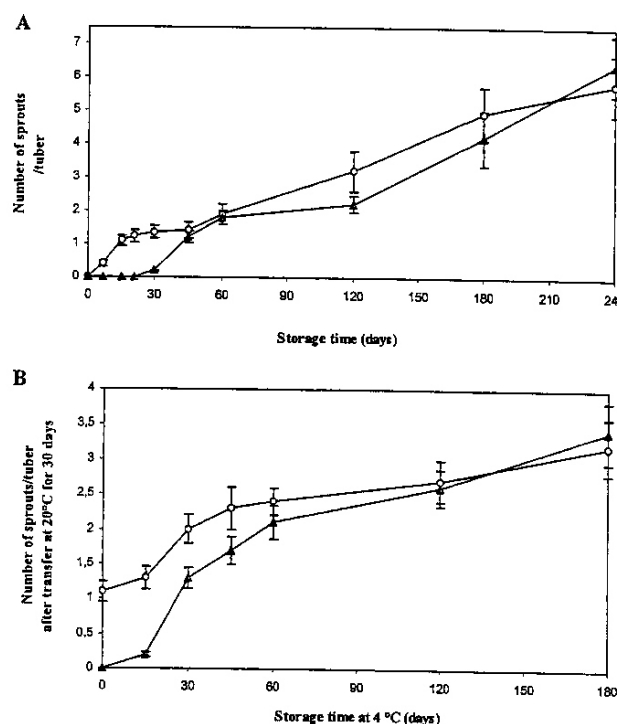 A
Number of sprouts
/tuber
7
6
5
4
3
2
1
0
0 30 60 90 120 150 180 210 24
Storage time (days)
B
Number of sprouts/tuber
after transfer at 20°C for 30 days
4
3,5
3
2,5
2
1,5
1
0,5
0
0 30 60 90 120 150 180
Storage time at 4 °C (days)